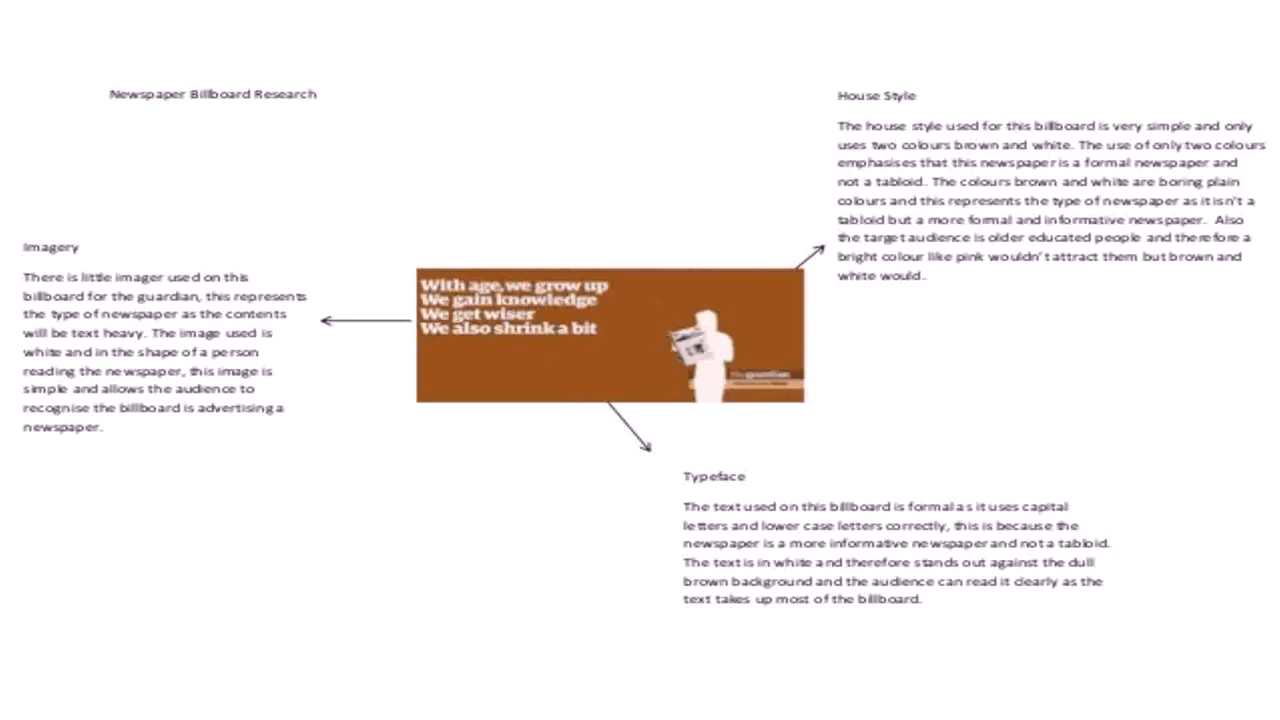 Newspaper Billboard Research
House Style
The house style used for this billboard is very simple and only
uses two colours brown and white. The use of only two colours
emphasises that this newspaper is a formal newspaper and
not a tabloid. The colours brown and white are boring plain
colours and this represents the type of newspaper as it isn't a
tabloid but a more formal and informative newspaper. Also
the target audience is older educated people and therefore a
bright colour like pink wouldn't attract them but brown and
white would.
Imagery
There is little imager used on this
billboard for the guardian, this represents
the type of newspaper as the contents
will be text heavy. The image used is
white and in the shape of a person
reading the newspaper, this image is
simple and allows the audience to
recognise the billboard is advertising a
newspaper.
With age, we grow up
We gain knowledge
We get wiser
We also shrink a bit
theguardian
Typeface
The text used on this billboard is formal as it uses capital
letters and lower case letters correctly, this is because the
newspaper is a more informative newspaper and not a tabloid.
The text is in white and therefore stands out against the dull
brown background and the audience can read it clearly as the
text takes up most of the billboard.